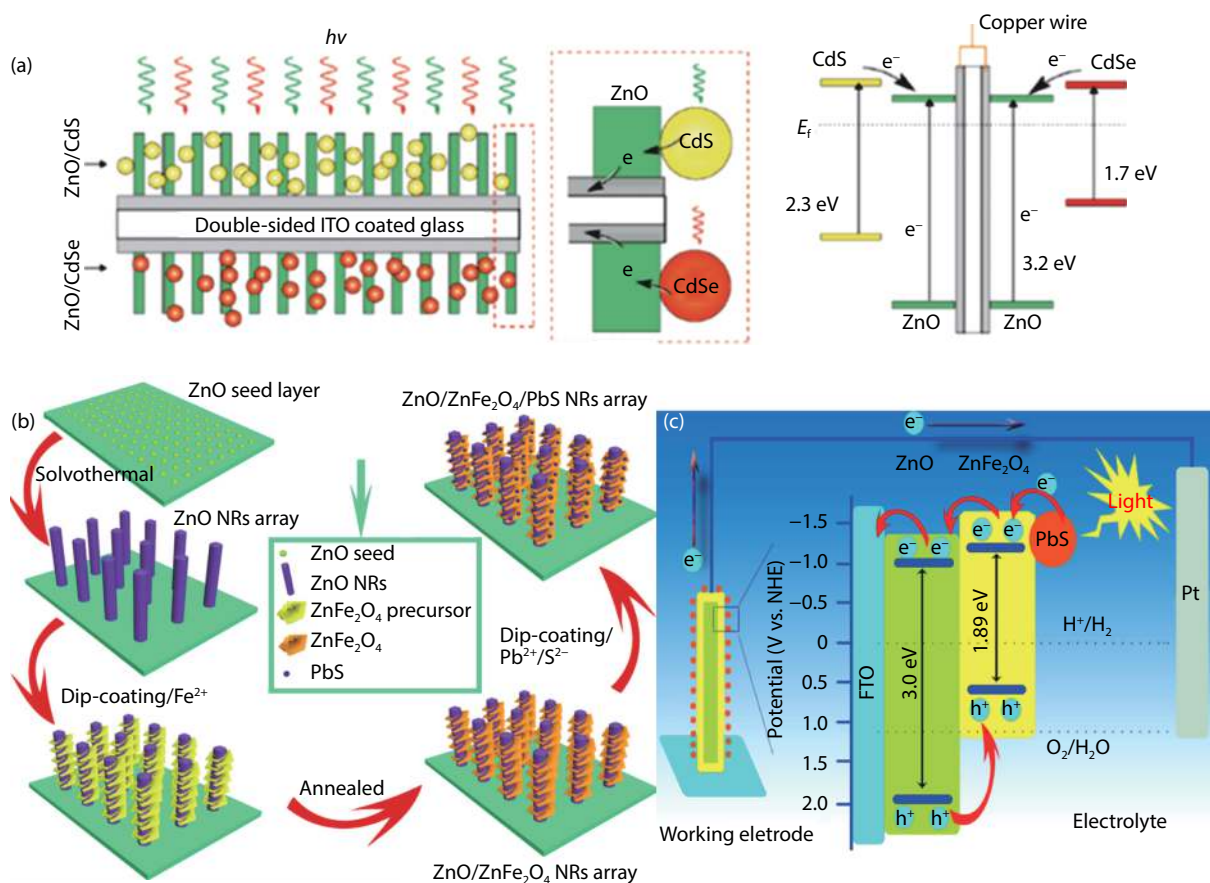 (a)
hv
ZnO/CdS
ZnO/CdSe
Double-sided ITO coated glass
ZnO
CdS
e
e
CdSe
Copper wire
CdS
e⁻
e⁻
CdSe
E_f
2.3 eV
1.7 eV
e⁻
e⁻
3.2 eV
ZnO
ZnO
(b)
ZnO seed layer
Solvothermal
ZnO NRs array
Dip-coating/Fe²⁺
Annealed
ZnO/ZnFe₂O₄ NRs array
Dip-coating/
Pb²⁺/S²⁻
ZnO/ZnFe₂O₄/PbS NRs array
ZnO seed
ZnO NRs
ZnFe₂O₄ precursor
ZnFe₂O₄
PbS
(c)
e⁻
ZnO
ZnFe₂O₄
e⁻
Light
PbS
e⁻
e⁻
e⁻
e⁻
e⁻
Pt
Potential (V vs. NHE)
−1.5
−1.0
−0.5
0
0.5
1.0
1.5
2.0
FTO
3.0 eV
1.89 eV
H⁺/H₂
h⁺
h⁺
O₂/H₂O
h⁺
h⁺
Working eletrode
Electrolyte